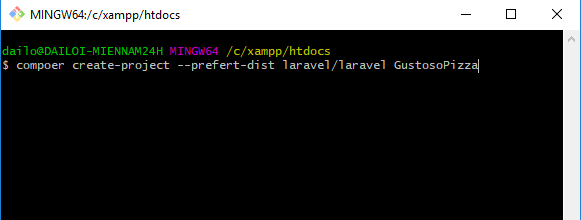 MINGW64:/c/xampp/htdocs
dailo@DAILOI-MIENNAM24H MINGW64 /c/xampp/htdocs
$ compoer create-project --prefert-dist laravel/laravel GustosoPizza